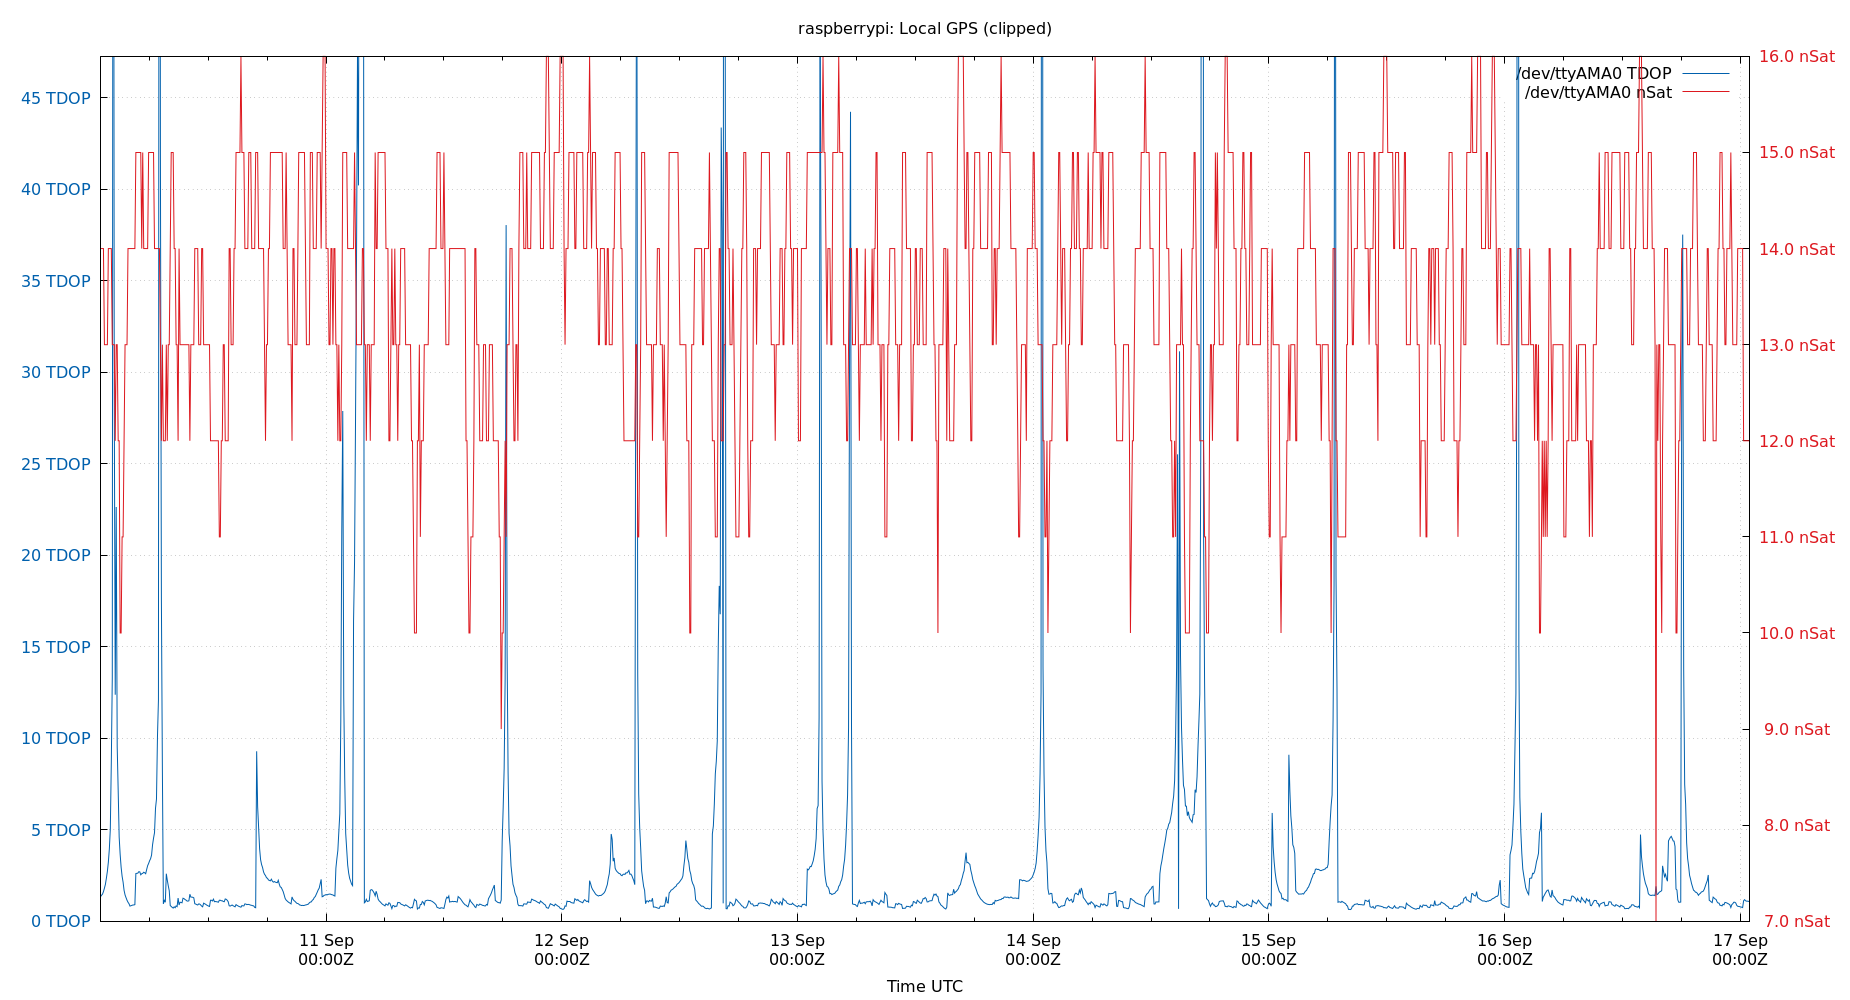 raspberrypi: Local GPS (clipped)
/dev/ttyAMA0 TDOP
/dev/ttyAMA0 nSat
45 TDOP
40 TDOP
35 TDOP
30 TDOP
25 TDOP
20 TDOP
15 TDOP
10 TDOP
5 TDOP
0 TDOP
16.0 nSat
15.0 nSat
14.0 nSat
13.0 nSat
12.0 nSat
11.0 nSat
10.0 nSat
9.0 nSat
8.0 nSat
7.0 nSat
11 Sep
00:00Z
12 Sep
00:00Z
13 Sep
00:00Z
14 Sep
00:00Z
15 Sep
00:00Z
16 Sep
00:00Z
17 Sep
00:00Z
Time UTC